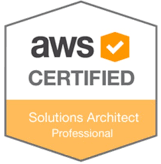 aws
CERTIFIED
Solutions Architect
Professional